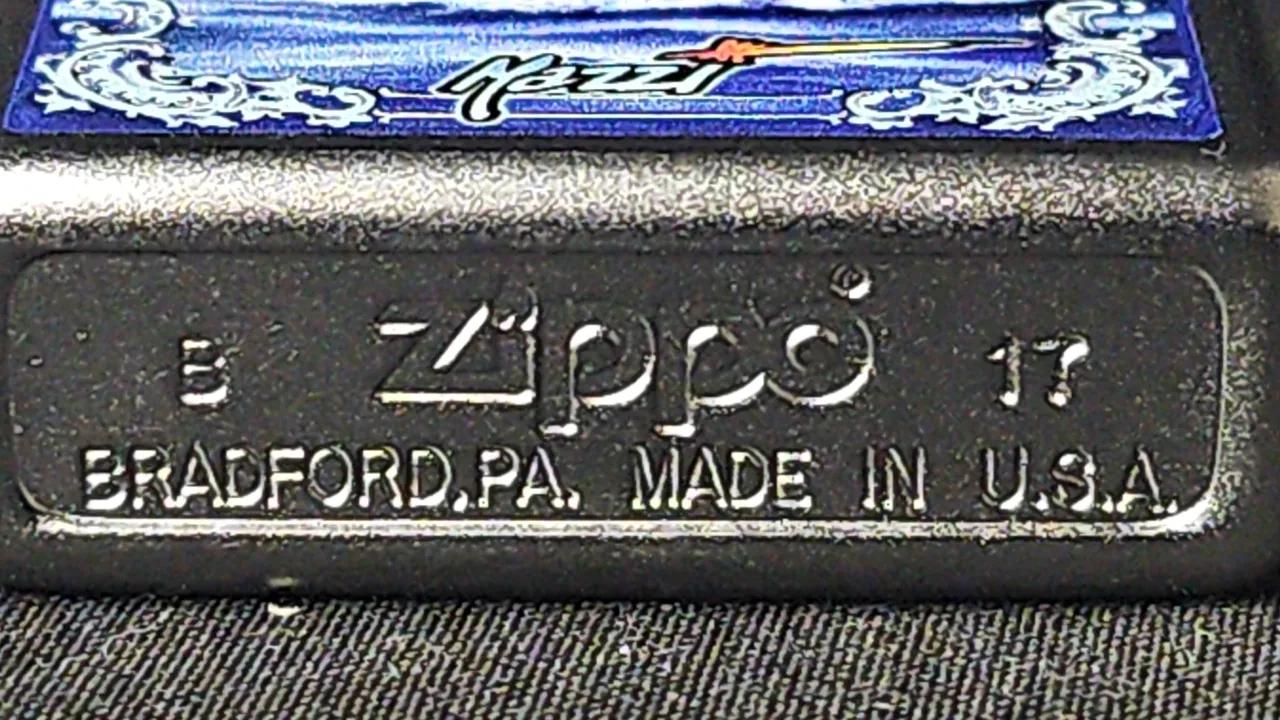 Mazzi
B Zippo® 17
BRADFORD,PA. MADE IN U.S.A.